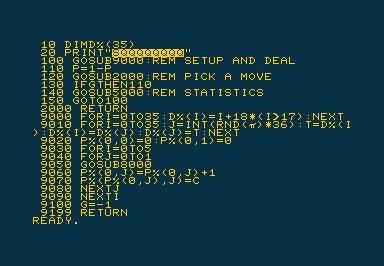 10 DIMD%(35)
20 PRINT"SQQQQQQQQ"
100 GOSUB9000:REM SETUP AND DEAL
110 P=1-P
120 GOSUB2000:REM PICK A MOVE
130 IFGTHEN110
140 GOSUB5000:REM STATISTICS
150 GOTO100
2000 RETURN
9000 FORI=0TO35:D%(I)=I+18*(I>17):NEXT
9010 FORI=0TO35:J=INT(RND(π)*36):T=D%(I
):D%(I)=D%(J):D%(J)=T:NEXT
9020 P%(0,0)=0:P%(0,1)=0
9030 FORI=0TO5
9040 FORJ=0TO1
9050 GOSUB8000
9060 P%(0,J)=P%(0,J)+1
9070 P%(P%(0,J),J)=C
9080 NEXTJ
9090 NEXTI
9100 G=-1
9199 RETURN
READY.